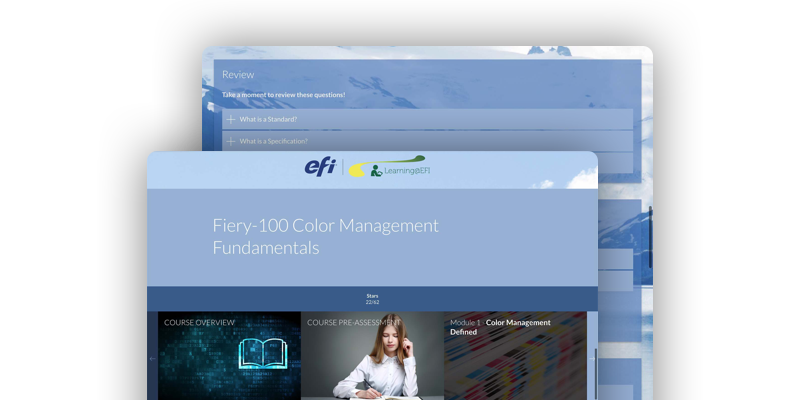 Review
Take a moment to review these questions!
What is a Standard?
What is a Specification?
efi
Learning@EFI
Fiery-100 Color Management
Fundamentals
Stars
22/62
COURSE OVERVIEW
COURSE PRE-ASSESSMENT
Module 1 - Color Management
Defined